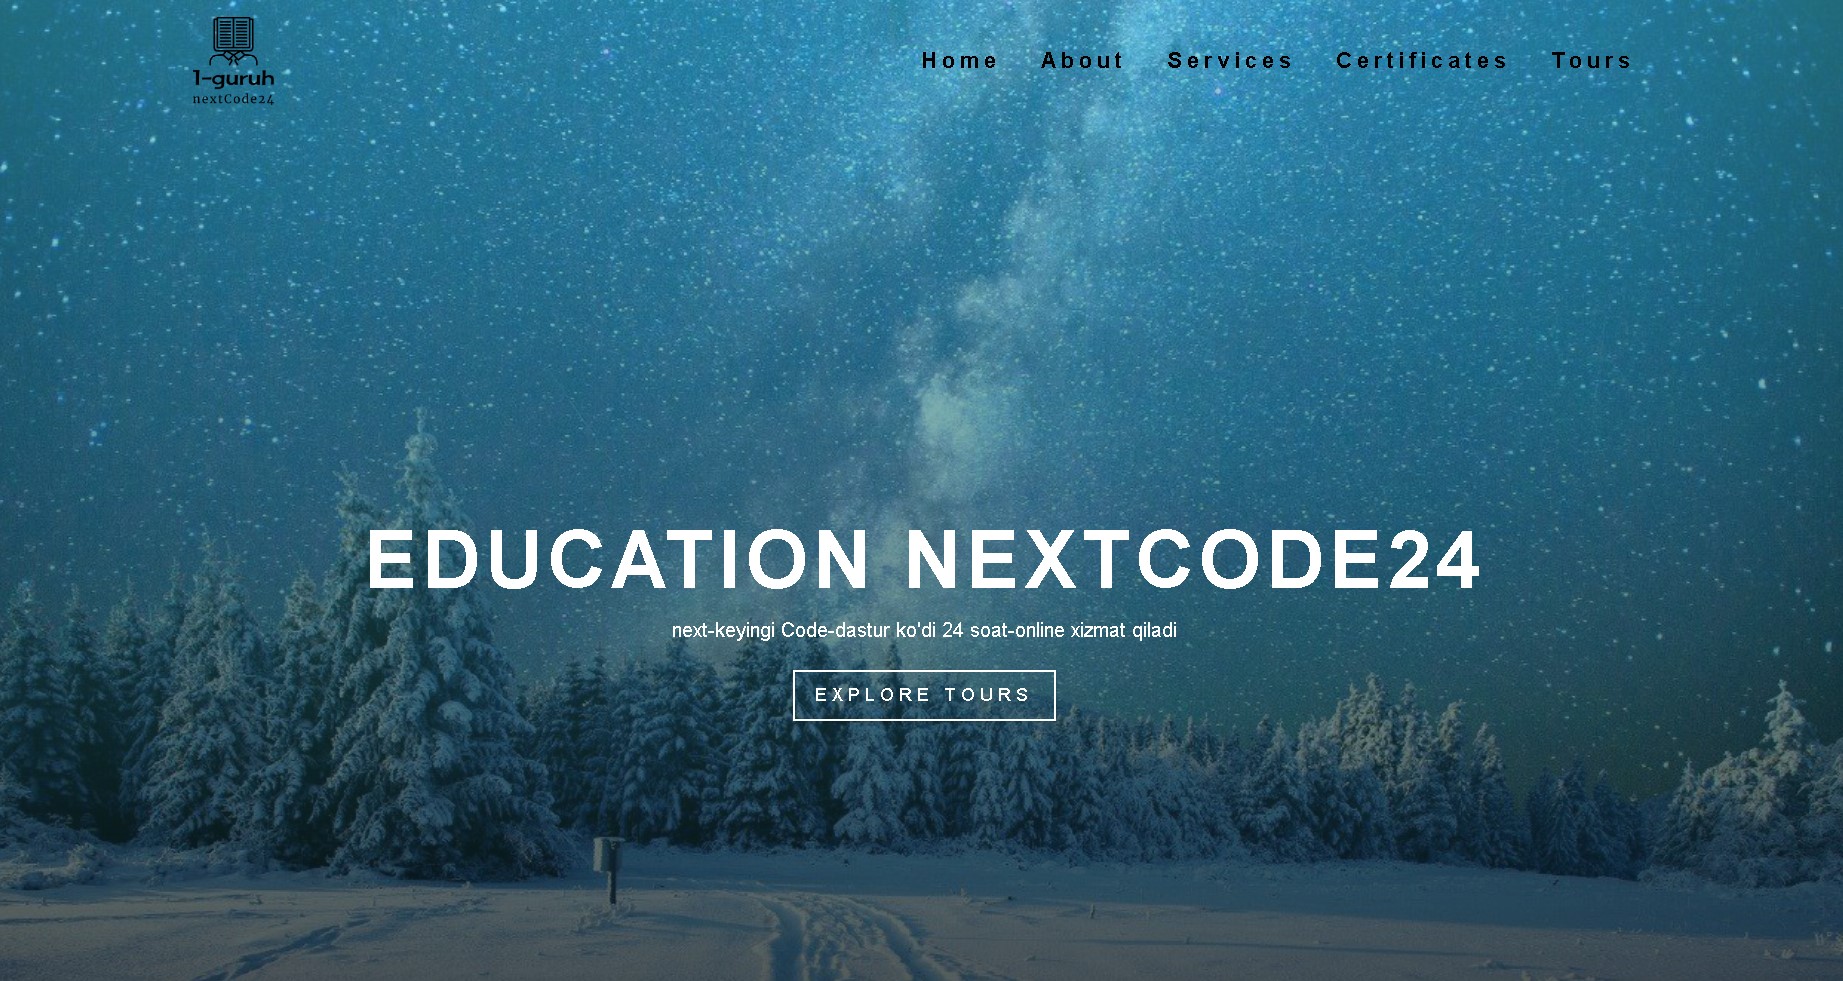 1-guruh
nextCode24
Home About Services Certificates Tours
EDUCATION NEXTCODE24
next-keyingi Code-dastur ko'di 24 soat-online xizmat qiladi
EXPLORE TOURS